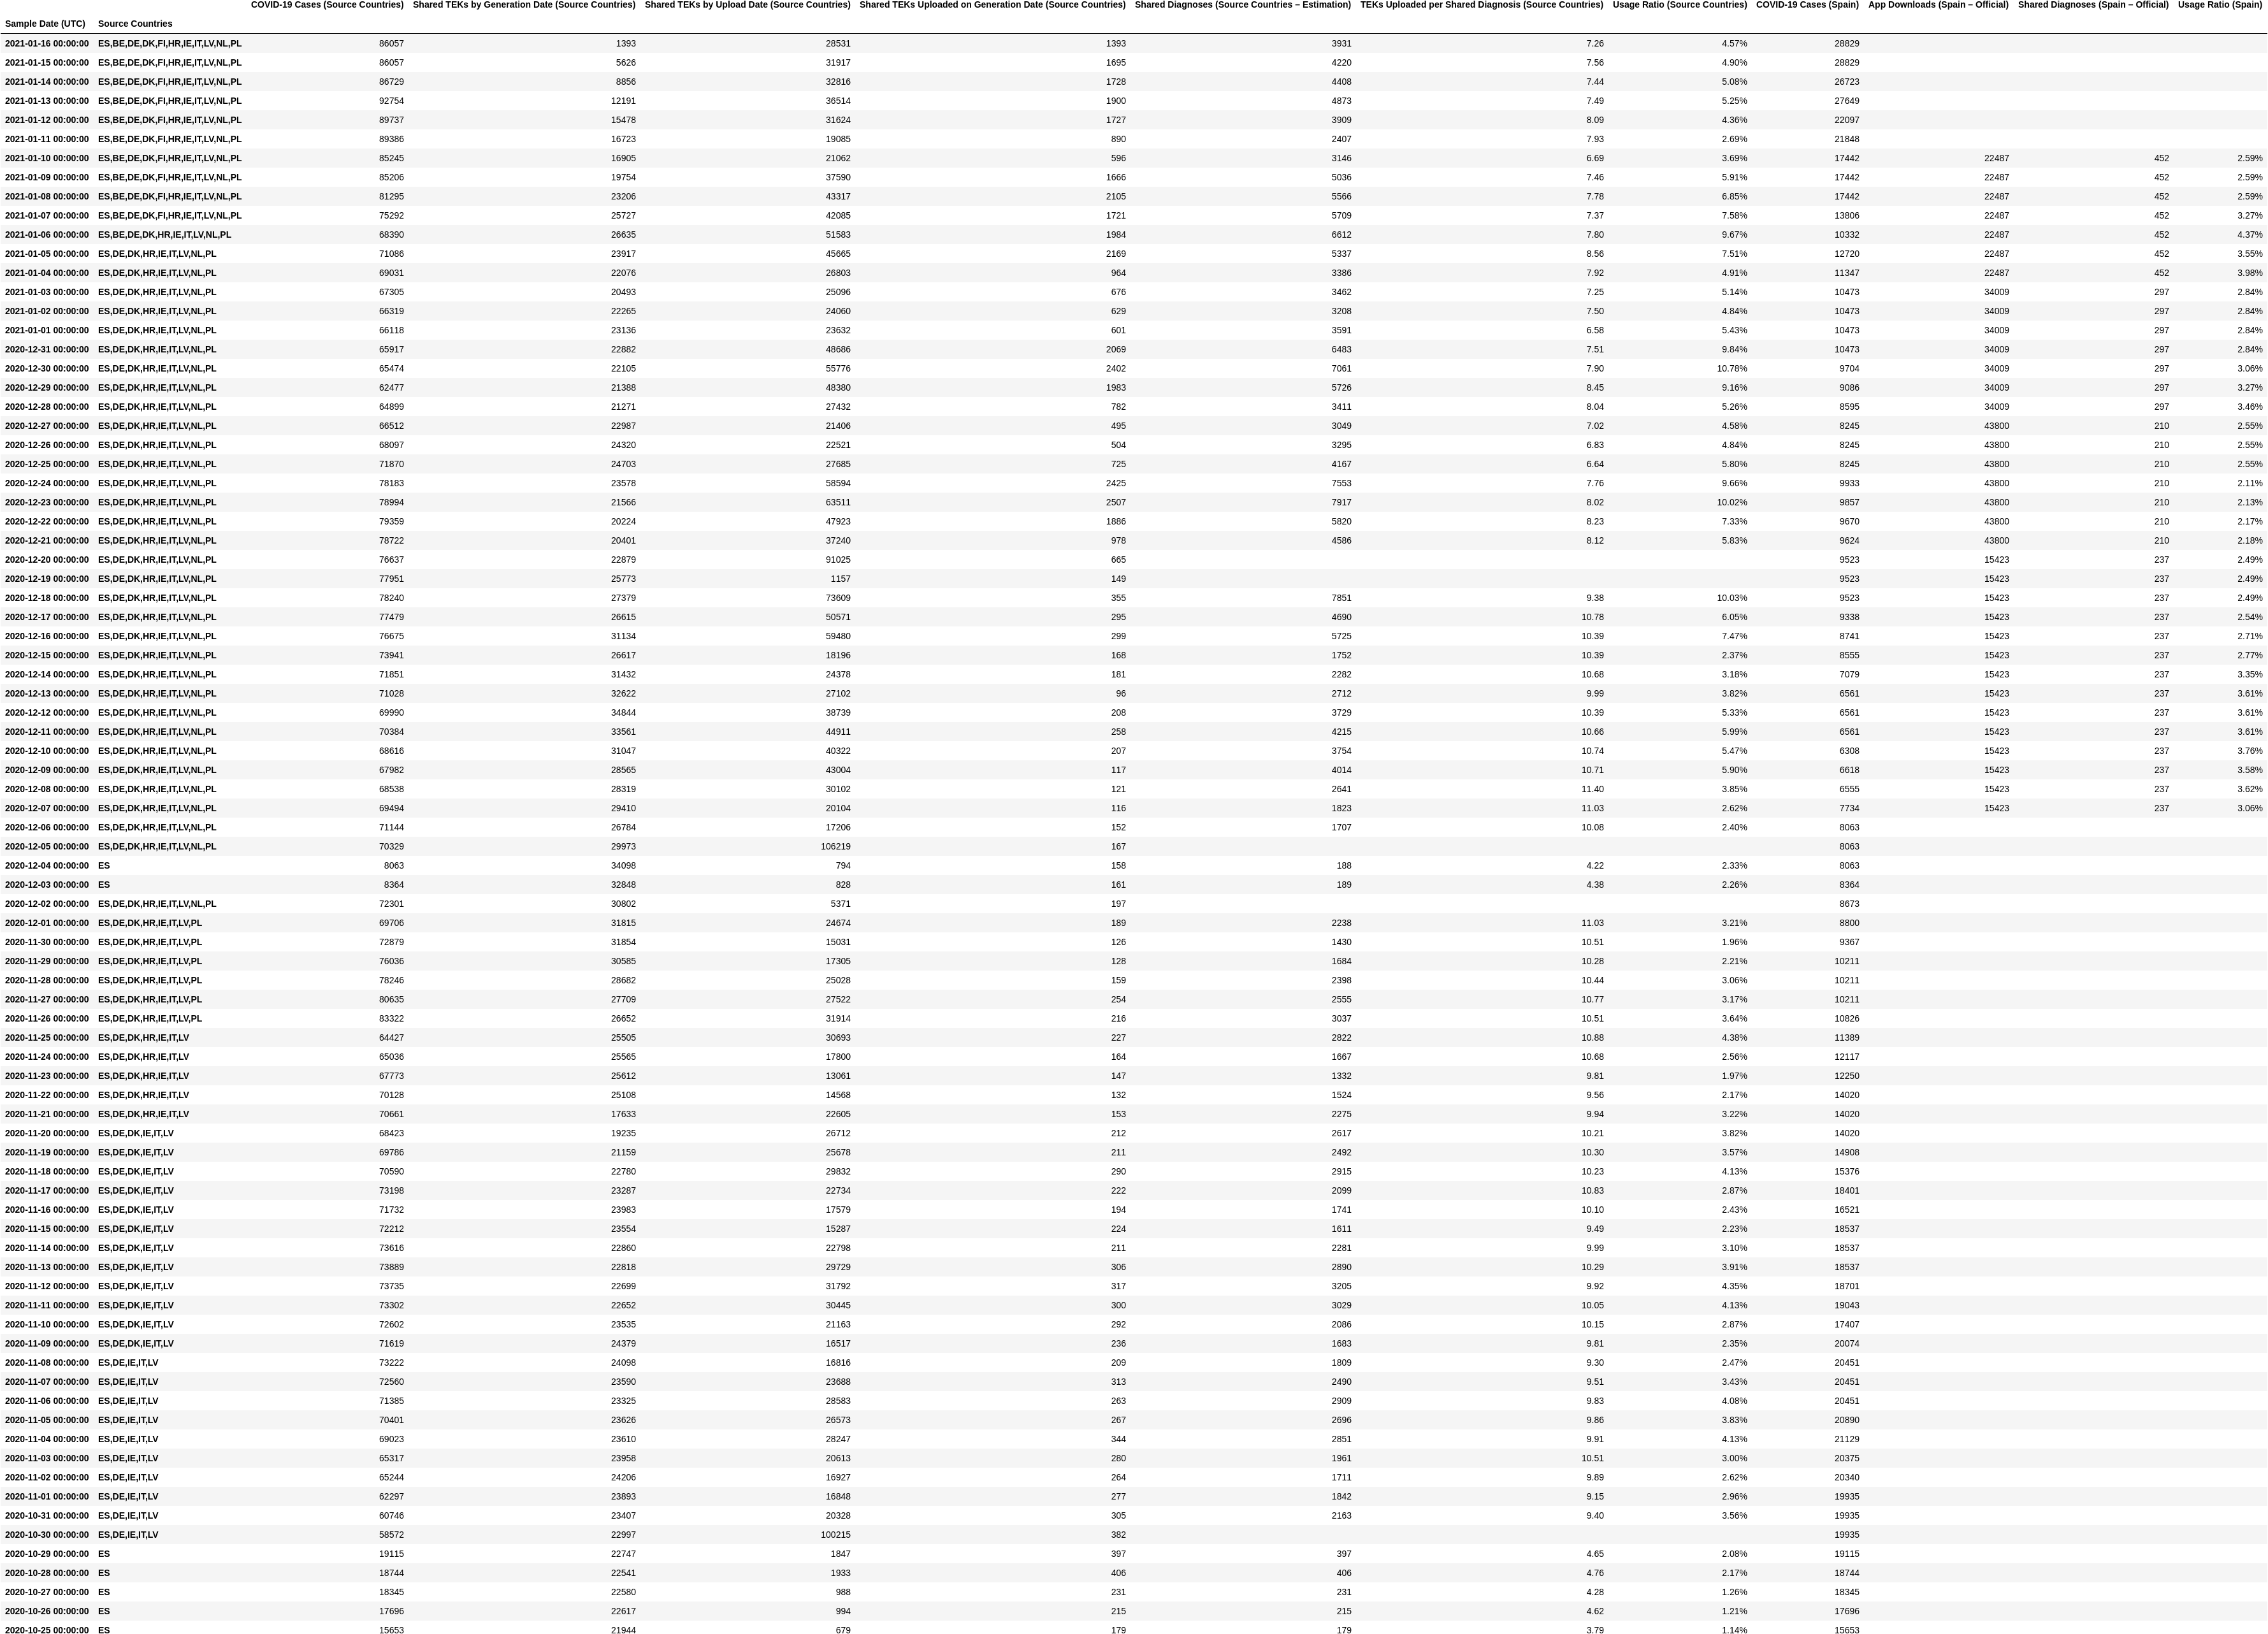 COVID-19 Cases (Source Countries) Shared TEKs by Generation Date (Source Countries) Shared TEKs by Upload Date (Source Countries) Shared TEKs Uploaded on Generation Date (Source Countries) Shared Diagnoses (Source Countries – Estimation) TEKs Uploaded per Shared Diagnosis (Source Countries) Usage Ratio (Source Countries) COVID-19 Cases (Spain) App Downloads (Spain – Official) Shared Diagnoses (Spain – Official) Usage Ratio (Spain)
Sample Date (UTC) Source Countries
2021-01-16 00:00:00 ES,BE,DE,DK,FI,HR,IE,IT,LV,NL,PL 86057 1393 28531 1393 3931 7.26 4.57% 28829
2021-01-15 00:00:00 ES,BE,DE,DK,FI,HR,IE,IT,LV,NL,PL 86057 5626 31917 1695 4220 7.56 4.90% 28829
2021-01-14 00:00:00 ES,BE,DE,DK,FI,HR,IE,IT,LV,NL,PL 86729 8856 32816 1728 4408 7.44 5.08% 26723
2021-01-13 00:00:00 ES,BE,DE,DK,FI,HR,IE,IT,LV,NL,PL 92754 12191 36514 1900 4873 7.49 5.25% 27649
2021-01-12 00:00:00 ES,BE,DE,DK,FI,HR,IE,IT,LV,NL,PL 89737 15478 31624 1727 3909 8.09 4.36% 22097
2021-01-11 00:00:00 ES,BE,DE,DK,FI,HR,IE,IT,LV,NL,PL 89386 16723 19085 890 2407 7.93 2.69% 21848
2021-01-10 00:00:00 ES,BE,DE,DK,FI,HR,IE,IT,LV,NL,PL 85245 16905 21062 596 3146 6.69 3.69% 17442 22487 452 2.59%
2021-01-09 00:00:00 ES,BE,DE,DK,FI,HR,IE,IT,LV,NL,PL 85206 19754 37590 1666 5036 7.46 5.91% 17442 22487 452 2.59%
2021-01-08 00:00:00 ES,BE,DE,DK,FI,HR,IE,IT,LV,NL,PL 81295 23206 43317 2105 5566 7.78 6.85% 17442 22487 452 2.59%
2021-01-07 00:00:00 ES,BE,DE,DK,FI,HR,IE,IT,LV,NL,PL 75292 25727 42085 1721 5709 7.37 7.58% 13806 22487 452 3.27%
2021-01-06 00:00:00 ES,BE,DE,DK,HR,IE,IT,LV,NL,PL 68390 26635 51583 1984 6612 7.80 9.67% 10332 22487 452 4.37%
2021-01-05 00:00:00 ES,DE,DK,HR,IE,IT,LV,NL,PL 71086 23917 45665 2169 5337 8.56 7.51% 12720 22487 452 3.55%
2021-01-04 00:00:00 ES,DE,DK,HR,IE,IT,LV,NL,PL 69031 22076 26803 964 3386 7.92 4.91% 11347 22487 452 3.98%
2021-01-03 00:00:00 ES,DE,DK,HR,IE,IT,LV,NL,PL 67305 20493 25096 676 3462 7.25 5.14% 10473 34009 297 2.84%
2021-01-02 00:00:00 ES,DE,DK,HR,IE,IT,LV,NL,PL 66319 22265 24060 629 3208 7.50 4.84% 10473 34009 297 2.84%
2021-01-01 00:00:00 ES,DE,DK,HR,IE,IT,LV,NL,PL 66118 23136 23632 601 3591 6.58 5.43% 10473 34009 297 2.84%
2020-12-31 00:00:00 ES,DE,DK,HR,IE,IT,LV,NL,PL 65917 22882 48686 2069 6483 7.51 9.84% 10473 34009 297 2.84%
2020-12-30 00:00:00 ES,DE,DK,HR,IE,IT,LV,NL,PL 65474 22105 55776 2402 7061 7.90 10.78% 9704 34009 297 3.06%
2020-12-29 00:00:00 ES,DE,DK,HR,IE,IT,LV,NL,PL 62477 21388 48380 1983 5726 8.45 9.16% 9086 34009 297 3.27%
2020-12-28 00:00:00 ES,DE,DK,HR,IE,IT,LV,NL,PL 64899 21271 27432 782 3411 8.04 5.26% 8595 34009 297 3.46%
2020-12-27 00:00:00 ES,DE,DK,HR,IE,IT,LV,NL,PL 66512 22987 21406 495 3049 7.02 4.58% 8245 43800 210 2.55%
2020-12-26 00:00:00 ES,DE,DK,HR,IE,IT,LV,NL,PL 68097 24320 22521 504 3295 6.83 4.84% 8245 43800 210 2.55%
2020-12-25 00:00:00 ES,DE,DK,HR,IE,IT,LV,NL,PL 71870 24703 27685 725 4167 6.64 5.80% 8245 43800 210 2.55%
2020-12-24 00:00:00 ES,DE,DK,HR,IE,IT,LV,NL,PL 78183 23578 58594 2425 7553 7.76 9.66% 9933 43800 210 2.11%
2020-12-23 00:00:00 ES,DE,DK,HR,IE,IT,LV,NL,PL 78994 21566 63511 2507 7917 8.02 10.02% 9857 43800 210 2.13%
2020-12-22 00:00:00 ES,DE,DK,HR,IE,IT,LV,NL,PL 79359 20224 47923 1886 5820 8.23 7.33% 9670 43800 210 2.17%
2020-12-21 00:00:00 ES,DE,DK,HR,IE,IT,LV,NL,PL 78722 20401 37240 978 4586 8.12 5.83% 9624 43800 210 2.18%
2020-12-20 00:00:00 ES,DE,DK,HR,IE,IT,LV,NL,PL 76637 22879 91025 665 9523 15423 237 2.49%
2020-12-19 00:00:00 ES,DE,DK,HR,IE,IT,LV,NL,PL 77951 25773 1157 149 9523 15423 237 2.49%
2020-12-18 00:00:00 ES,DE,DK,HR,IE,IT,LV,NL,PL 78240 27379 73609 355 7851 9.38 10.03% 9523 15423 237 2.49%
2020-12-17 00:00:00 ES,DE,DK,HR,IE,IT,LV,NL,PL 77479 26615 50571 295 4690 10.78 6.05% 9338 15423 237 2.54%
2020-12-16 00:00:00 ES,DE,DK,HR,IE,IT,LV,NL,PL 76675 31134 59480 299 5725 10.39 7.47% 8741 15423 237 2.71%
2020-12-15 00:00:00 ES,DE,DK,HR,IE,IT,LV,NL,PL 73941 26617 18196 168 1752 10.39 2.37% 8555 15423 237 2.77%
2020-12-14 00:00:00 ES,DE,DK,HR,IE,IT,LV,NL,PL 71851 31432 24378 181 2282 10.68 3.18% 7079 15423 237 3.35%
2020-12-13 00:00:00 ES,DE,DK,HR,IE,IT,LV,NL,PL 71028 32622 27102 96 2712 9.99 3.82% 6561 15423 237 3.61%
2020-12-12 00:00:00 ES,DE,DK,HR,IE,IT,LV,NL,PL 69990 34844 38739 208 3729 10.39 5.33% 6561 15423 237 3.61%
2020-12-11 00:00:00 ES,DE,DK,HR,IE,IT,LV,NL,PL 70384 33561 44911 258 4215 10.66 5.99% 6561 15423 237 3.61%
2020-12-10 00:00:00 ES,DE,DK,HR,IE,IT,LV,NL,PL 68616 31047 40322 207 3754 10.74 5.47% 6308 15423 237 3.76%
2020-12-09 00:00:00 ES,DE,DK,HR,IE,IT,LV,NL,PL 67982 28565 43004 117 4014 10.71 5.90% 6618 15423 237 3.58%
2020-12-08 00:00:00 ES,DE,DK,HR,IE,IT,LV,NL,PL 68538 28319 30102 121 2641 11.40 3.85% 6555 15423 237 3.62%
2020-12-07 00:00:00 ES,DE,DK,HR,IE,IT,LV,NL,PL 69494 29410 20104 116 1823 11.03 2.62% 7734 15423 237 3.06%
2020-12-06 00:00:00 ES,DE,DK,HR,IE,IT,LV,NL,PL 71144 26784 17206 152 1707 10.08 2.40% 8063
2020-12-05 00:00:00 ES,DE,DK,HR,IE,IT,LV,NL,PL 70329 29973 106219 167 8063
2020-12-04 00:00:00 ES 8063 34098 794 158 188 4.22 2.33% 8063
2020-12-03 00:00:00 ES 8364 32848 828 161 189 4.38 2.26% 8364
2020-12-02 00:00:00 ES,DE,DK,HR,IE,IT,LV,NL,PL 72301 30802 5371 197 8673
2020-12-01 00:00:00 ES,DE,DK,HR,IE,IT,LV,PL 69706 31815 24674 189 2238 11.03 3.21% 8800
2020-11-30 00:00:00 ES,DE,DK,HR,IE,IT,LV,PL 72879 31854 15031 126 1430 10.51 1.96% 9367
2020-11-29 00:00:00 ES,DE,DK,HR,IE,IT,LV,PL 76036 30585 17305 128 1684 10.28 2.21% 10211
2020-11-28 00:00:00 ES,DE,DK,HR,IE,IT,LV,PL 78246 28682 25028 159 2398 10.44 3.06% 10211
2020-11-27 00:00:00 ES,DE,DK,HR,IE,IT,LV,PL 80635 27709 27522 254 2555 10.77 3.17% 10211
2020-11-26 00:00:00 ES,DE,DK,HR,IE,IT,LV,PL 83322 26652 31914 216 3037 10.51 3.64% 10826
2020-11-25 00:00:00 ES,DE,DK,HR,IE,IT,LV 64427 25505 30693 227 2822 10.88 4.38% 11389
2020-11-24 00:00:00 ES,DE,DK,HR,IE,IT,LV 65036 25565 17800 164 1667 10.68 2.56% 12117
2020-11-23 00:00:00 ES,DE,DK,HR,IE,IT,LV 67773 25612 13061 147 1332 9.81 1.97% 12250
2020-11-22 00:00:00 ES,DE,DK,HR,IE,IT,LV 70128 25108 14568 132 1524 9.56 2.17% 14020
2020-11-21 00:00:00 ES,DE,DK,HR,IE,IT,LV 70661 17633 22605 153 2275 9.94 3.22% 14020
2020-11-20 00:00:00 ES,DE,DK,IE,IT,LV 68423 19235 26712 212 2617 10.21 3.82% 14020
2020-11-19 00:00:00 ES,DE,DK,IE,IT,LV 69786 21159 25678 211 2492 10.30 3.57% 14908
2020-11-18 00:00:00 ES,DE,DK,IE,IT,LV 70590 22780 29832 290 2915 10.23 4.13% 15376
2020-11-17 00:00:00 ES,DE,DK,IE,IT,LV 73198 23287 22734 222 2099 10.83 2.87% 18401
2020-11-16 00:00:00 ES,DE,DK,IE,IT,LV 71732 23983 17579 194 1741 10.10 2.43% 16521
2020-11-15 00:00:00 ES,DE,DK,IE,IT,LV 72212 23554 15287 224 1611 9.49 2.23% 18537
2020-11-14 00:00:00 ES,DE,DK,IE,IT,LV 73616 22860 22798 211 2281 9.99 3.10% 18537
2020-11-13 00:00:00 ES,DE,DK,IE,IT,LV 73889 22818 29729 306 2890 10.29 3.91% 18537
2020-11-12 00:00:00 ES,DE,DK,IE,IT,LV 73735 22699 31792 317 3205 9.92 4.35% 18701
2020-11-11 00:00:00 ES,DE,DK,IE,IT,LV 73302 22652 30445 300 3029 10.05 4.13% 19043
2020-11-10 00:00:00 ES,DE,DK,IE,IT,LV 72602 23535 21163 292 2086 10.15 2.87% 17407
2020-11-09 00:00:00 ES,DE,DK,IE,IT,LV 71619 24379 16517 236 1683 9.81 2.35% 20074
2020-11-08 00:00:00 ES,DE,IE,IT,LV 73222 24098 16816 209 1809 9.30 2.47% 20451
2020-11-07 00:00:00 ES,DE,IE,IT,LV 72560 23590 23688 313 2490 9.51 3.43% 20451
2020-11-06 00:00:00 ES,DE,IE,IT,LV 71385 23325 28583 263 2909 9.83 4.08% 20451
2020-11-05 00:00:00 ES,DE,IE,IT,LV 70401 23626 26573 267 2696 9.86 3.83% 20890
2020-11-04 00:00:00 ES,DE,IE,IT,LV 69023 23610 28247 344 2851 9.91 4.13% 21129
2020-11-03 00:00:00 ES,DE,IE,IT,LV 65317 23958 20613 280 1961 10.51 3.00% 20375
2020-11-02 00:00:00 ES,DE,IE,IT,LV 65244 24206 16927 264 1711 9.89 2.62% 20340
2020-11-01 00:00:00 ES,DE,IE,IT,LV 62297 23893 16848 277 1842 9.15 2.96% 19935
2020-10-31 00:00:00 ES,DE,IE,IT,LV 60746 23407 20328 305 2163 9.40 3.56% 19935
2020-10-30 00:00:00 ES,DE,IE,IT,LV 58572 22997 100215 382 19935
2020-10-29 00:00:00 ES 19115 22747 1847 397 397 4.65 2.08% 19115
2020-10-28 00:00:00 ES 18744 22541 1933 406 406 4.76 2.17% 18744
2020-10-27 00:00:00 ES 18345 22580 988 231 231 4.28 1.26% 18345
2020-10-26 00:00:00 ES 17696 22617 994 215 215 4.62 1.21% 17696
2020-10-25 00:00:00 ES 15653 21944 679 179 179 3.79 1.14% 15653